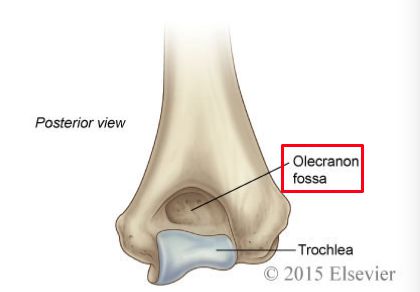 Posterior view
Olecranon
fossa
Trochlea
© 2015 Elsevier